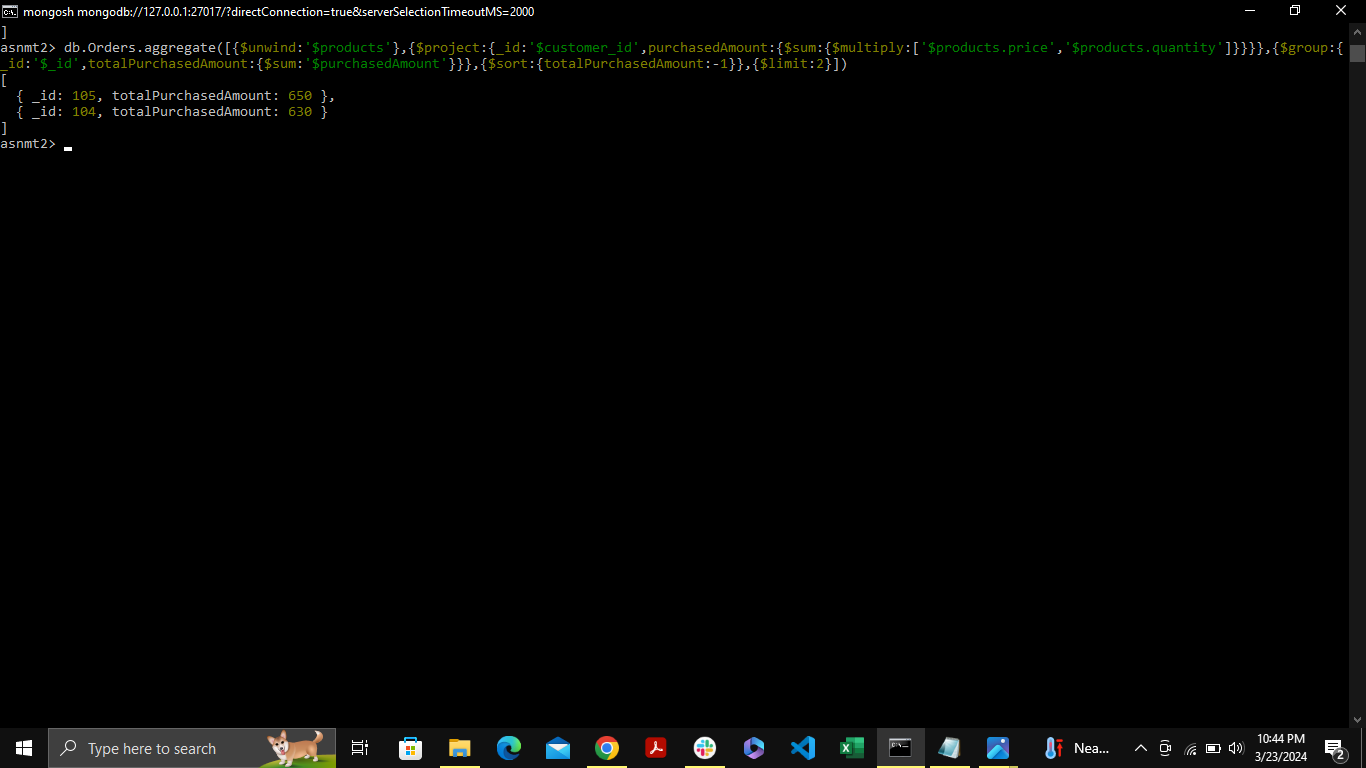 mongosh mongodb://127.0.0.1:27017/?directConnection=true&serverSelectionTimeoutMS=2000
]
asnmt2> db.Orders.aggregate([{$unwind:'$products'},{$project:{_id:'$customer_id',purchasedAmount:{$sum:{$multiply:['$products.price','$products.quantity']}}}},{$group:{
_id:'$_id',totalPurchasedAmount:{$sum:'$purchasedAmount'}}},{$sort:{totalPurchasedAmount:-1}},{$limit:2}])
[
  { _id: 105, totalPurchasedAmount: 650 },
  { _id: 104, totalPurchasedAmount: 630 }
]
asnmt2>
Type here to search
Nea...
10:44 PM
3/23/2024
2